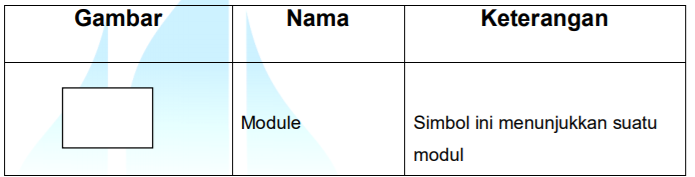 Gambar Nama Keterangan
Module Simbol ini menunjukkan suatu
modul